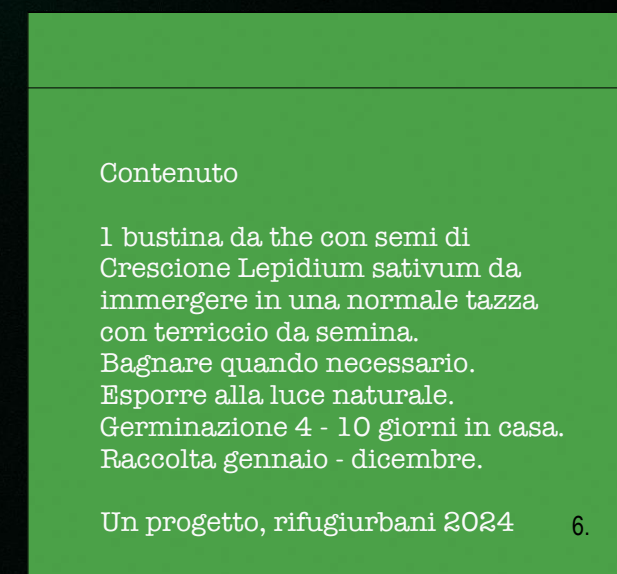 Contenuto
1 bustina da the con semi di
Crescione Lepidium sativum da
immergere in una normale tazza
con terriccio da semina.
Bagnare quando necessario.
Esporre alla luce naturale.
Germinazione 4 - 10 giorni in casa.
Raccolta gennaio - dicembre.
Un progetto, rifugiurbani 2024
6.